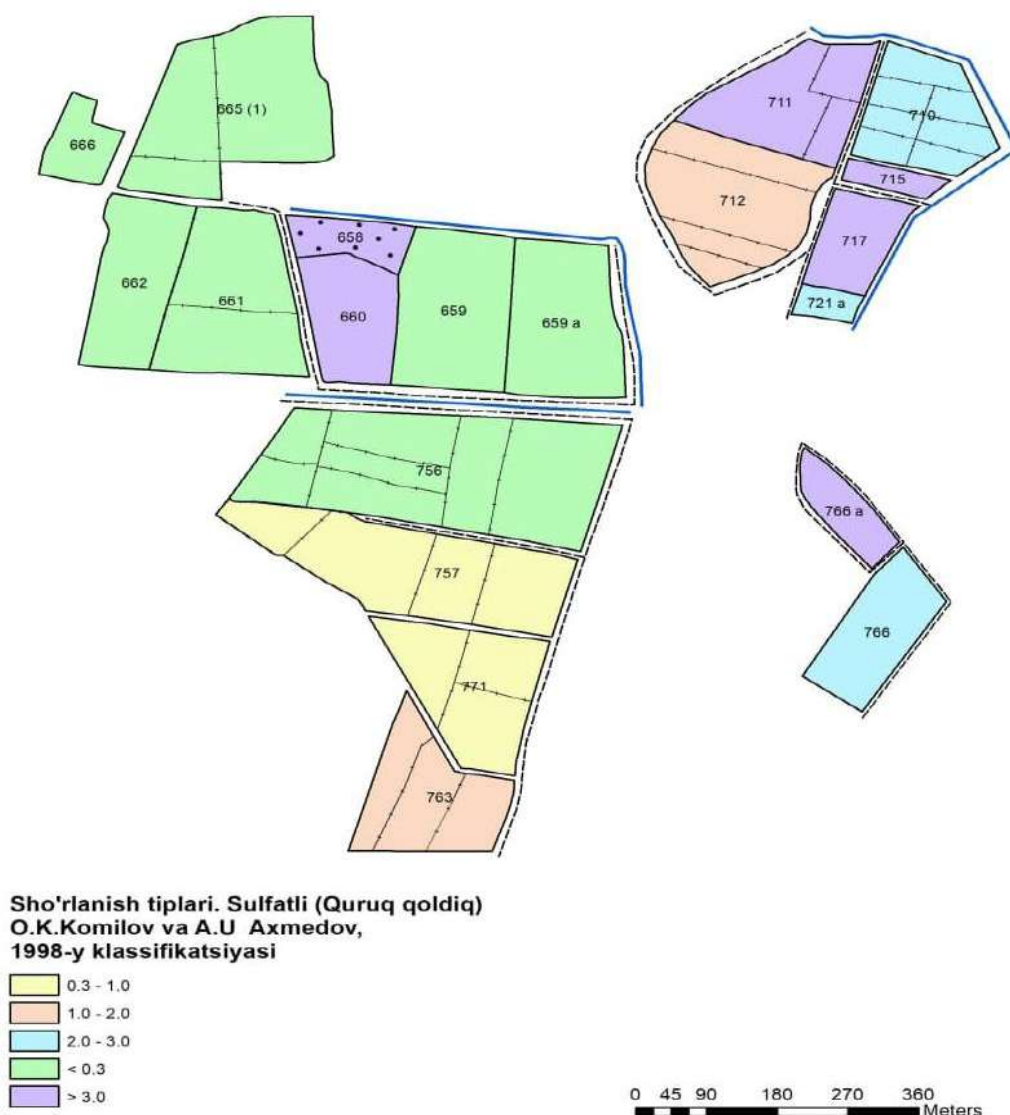 665 (1)
666
711
710
715
712
717
721 a
658
662
661
660
659
659 a
756
757
771
763
766 a
766
Sho'rlanish tiplari. Sulfatli (Quruq qoldiq)
O.K.Komilov va A.U Axmedov,
1998-y klassifikatsiyasi
0.3 - 1.0
1.0 - 2.0
2.0 - 3.0
< 0.3
> 3.0
0 45 90 180 270 360
Meters